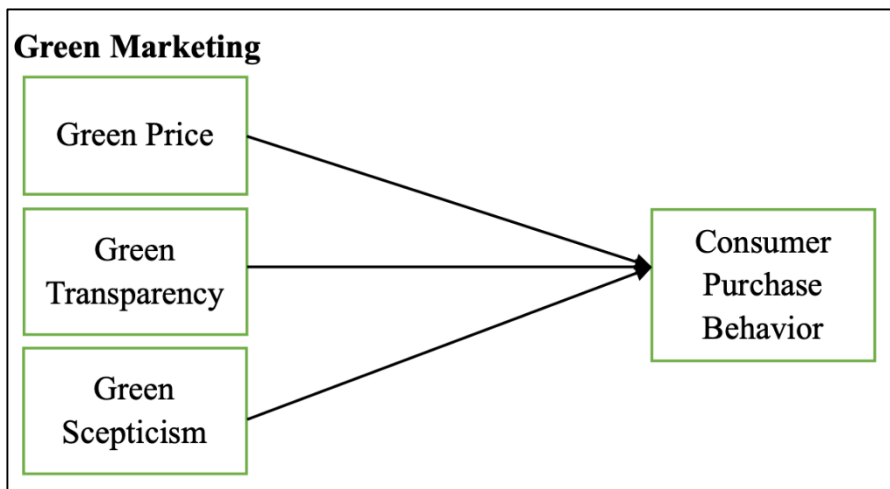 Green Marketing
Green Price
Green
Transparency
Green
Scepticism
Consumer
Purchase
Behavior